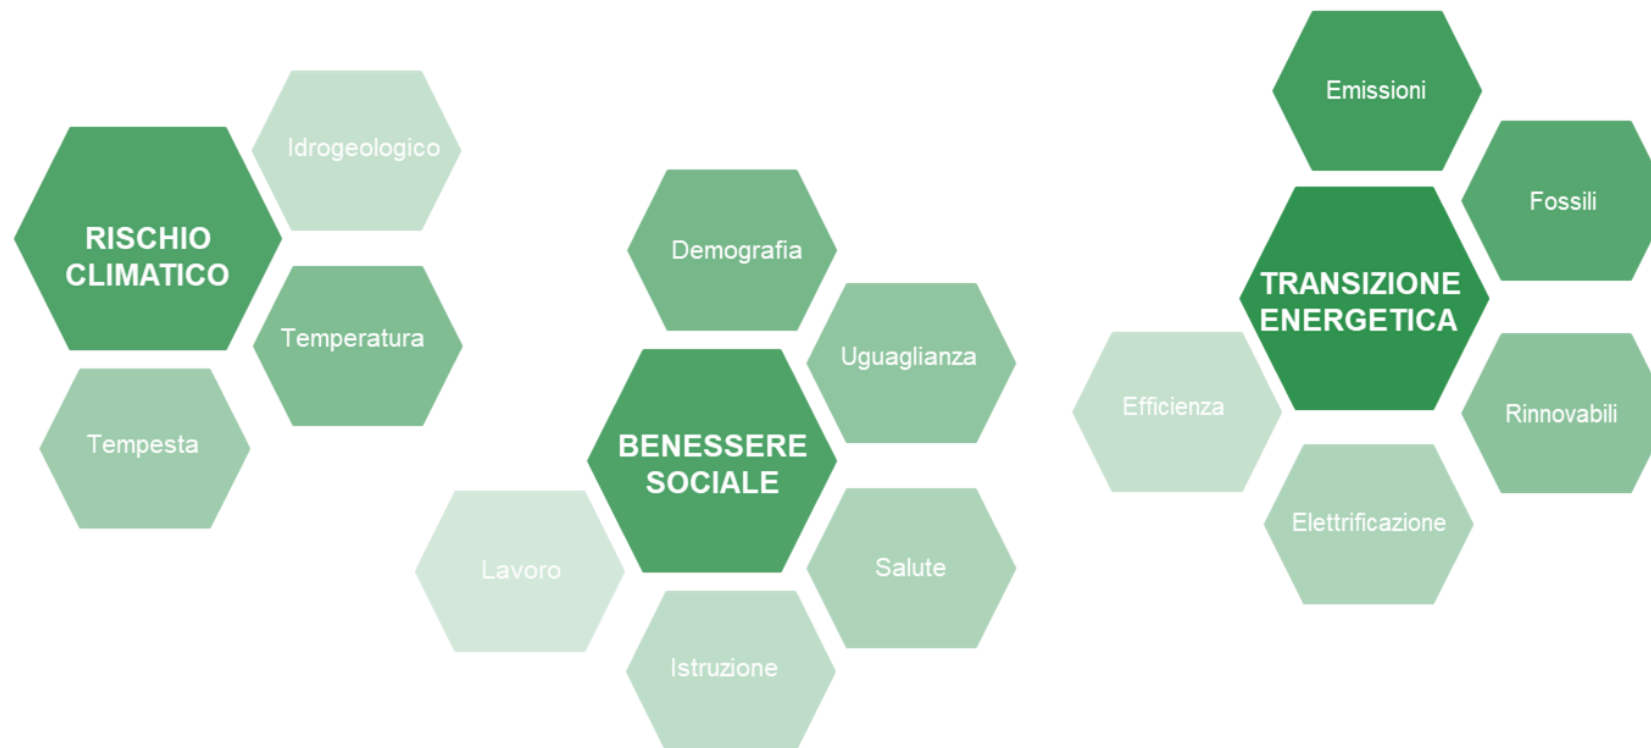 RISCHIO
CLIMATICO
Idrogeologico
Temperatura
Tempesta
BENESSERE
SOCIALE
Demografia
Uguaglianza
Salute
Istruzione
Lavoro
TRANSIZIONE
ENERGETICA
Emissioni
Fossili
Rinnovabili
Elettrificazione
Efficienza